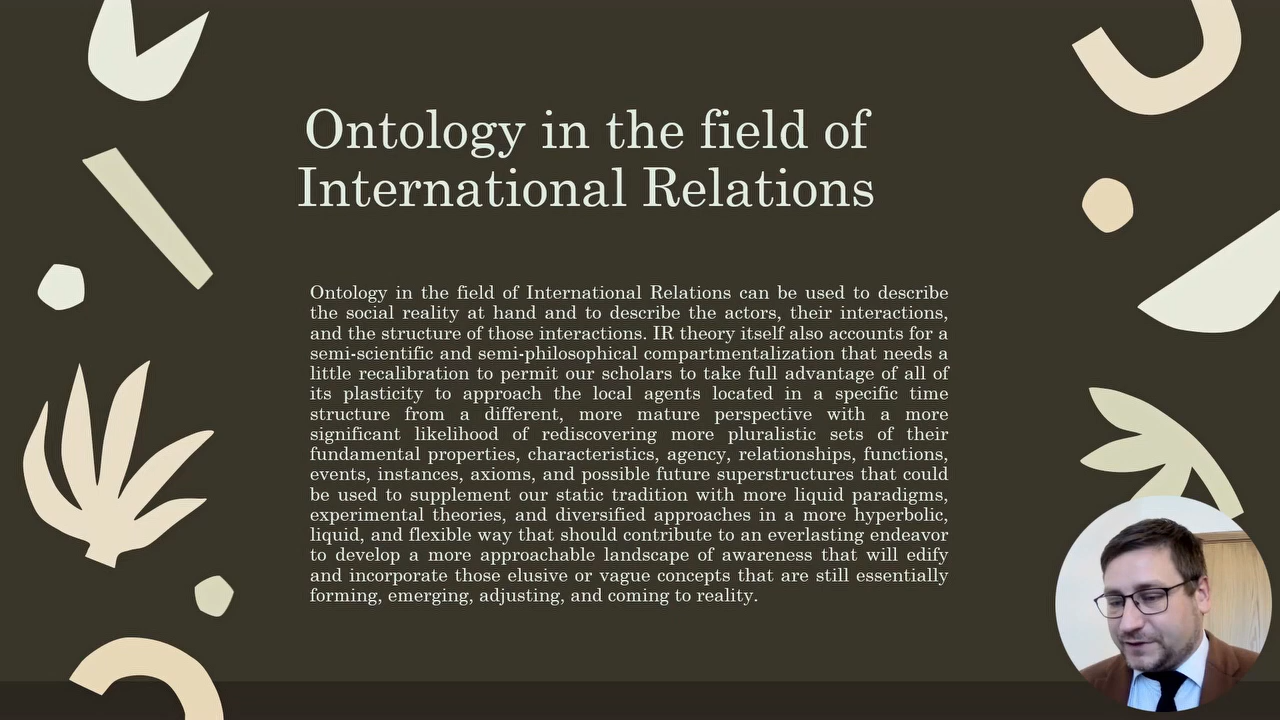 Ontology in the field of
International Relations
Ontology in the field of International Relations can be used to describe
the social reality at hand and to describe the actors, their interactions,
and the structure of those interactions. IR theory itself also accounts for a
semi-scientific and semi-philosophical compartmentalization that needs a
little recalibration to permit our scholars to take full advantage of all of
its plasticity to approach the local agents located in a specific time
structure from a different, more mature perspective with a more
significant likelihood of rediscovering more pluralistic sets of their
fundamental properties, characteristics, agency, relationships, functions,
events, instances, axioms, and possible future superstructures that could
be used to supplement our static tradition with more liquid paradigms,
experimental theories, and diversified approaches in a more hyperbolic,
liquid, and flexible way that should contribute to an everlasting endeavor
to develop a more approachable landscape of awareness that will edify
and incorporate those elusive or vague concepts that are still essentially
forming, emerging, adjusting, and coming to reality.